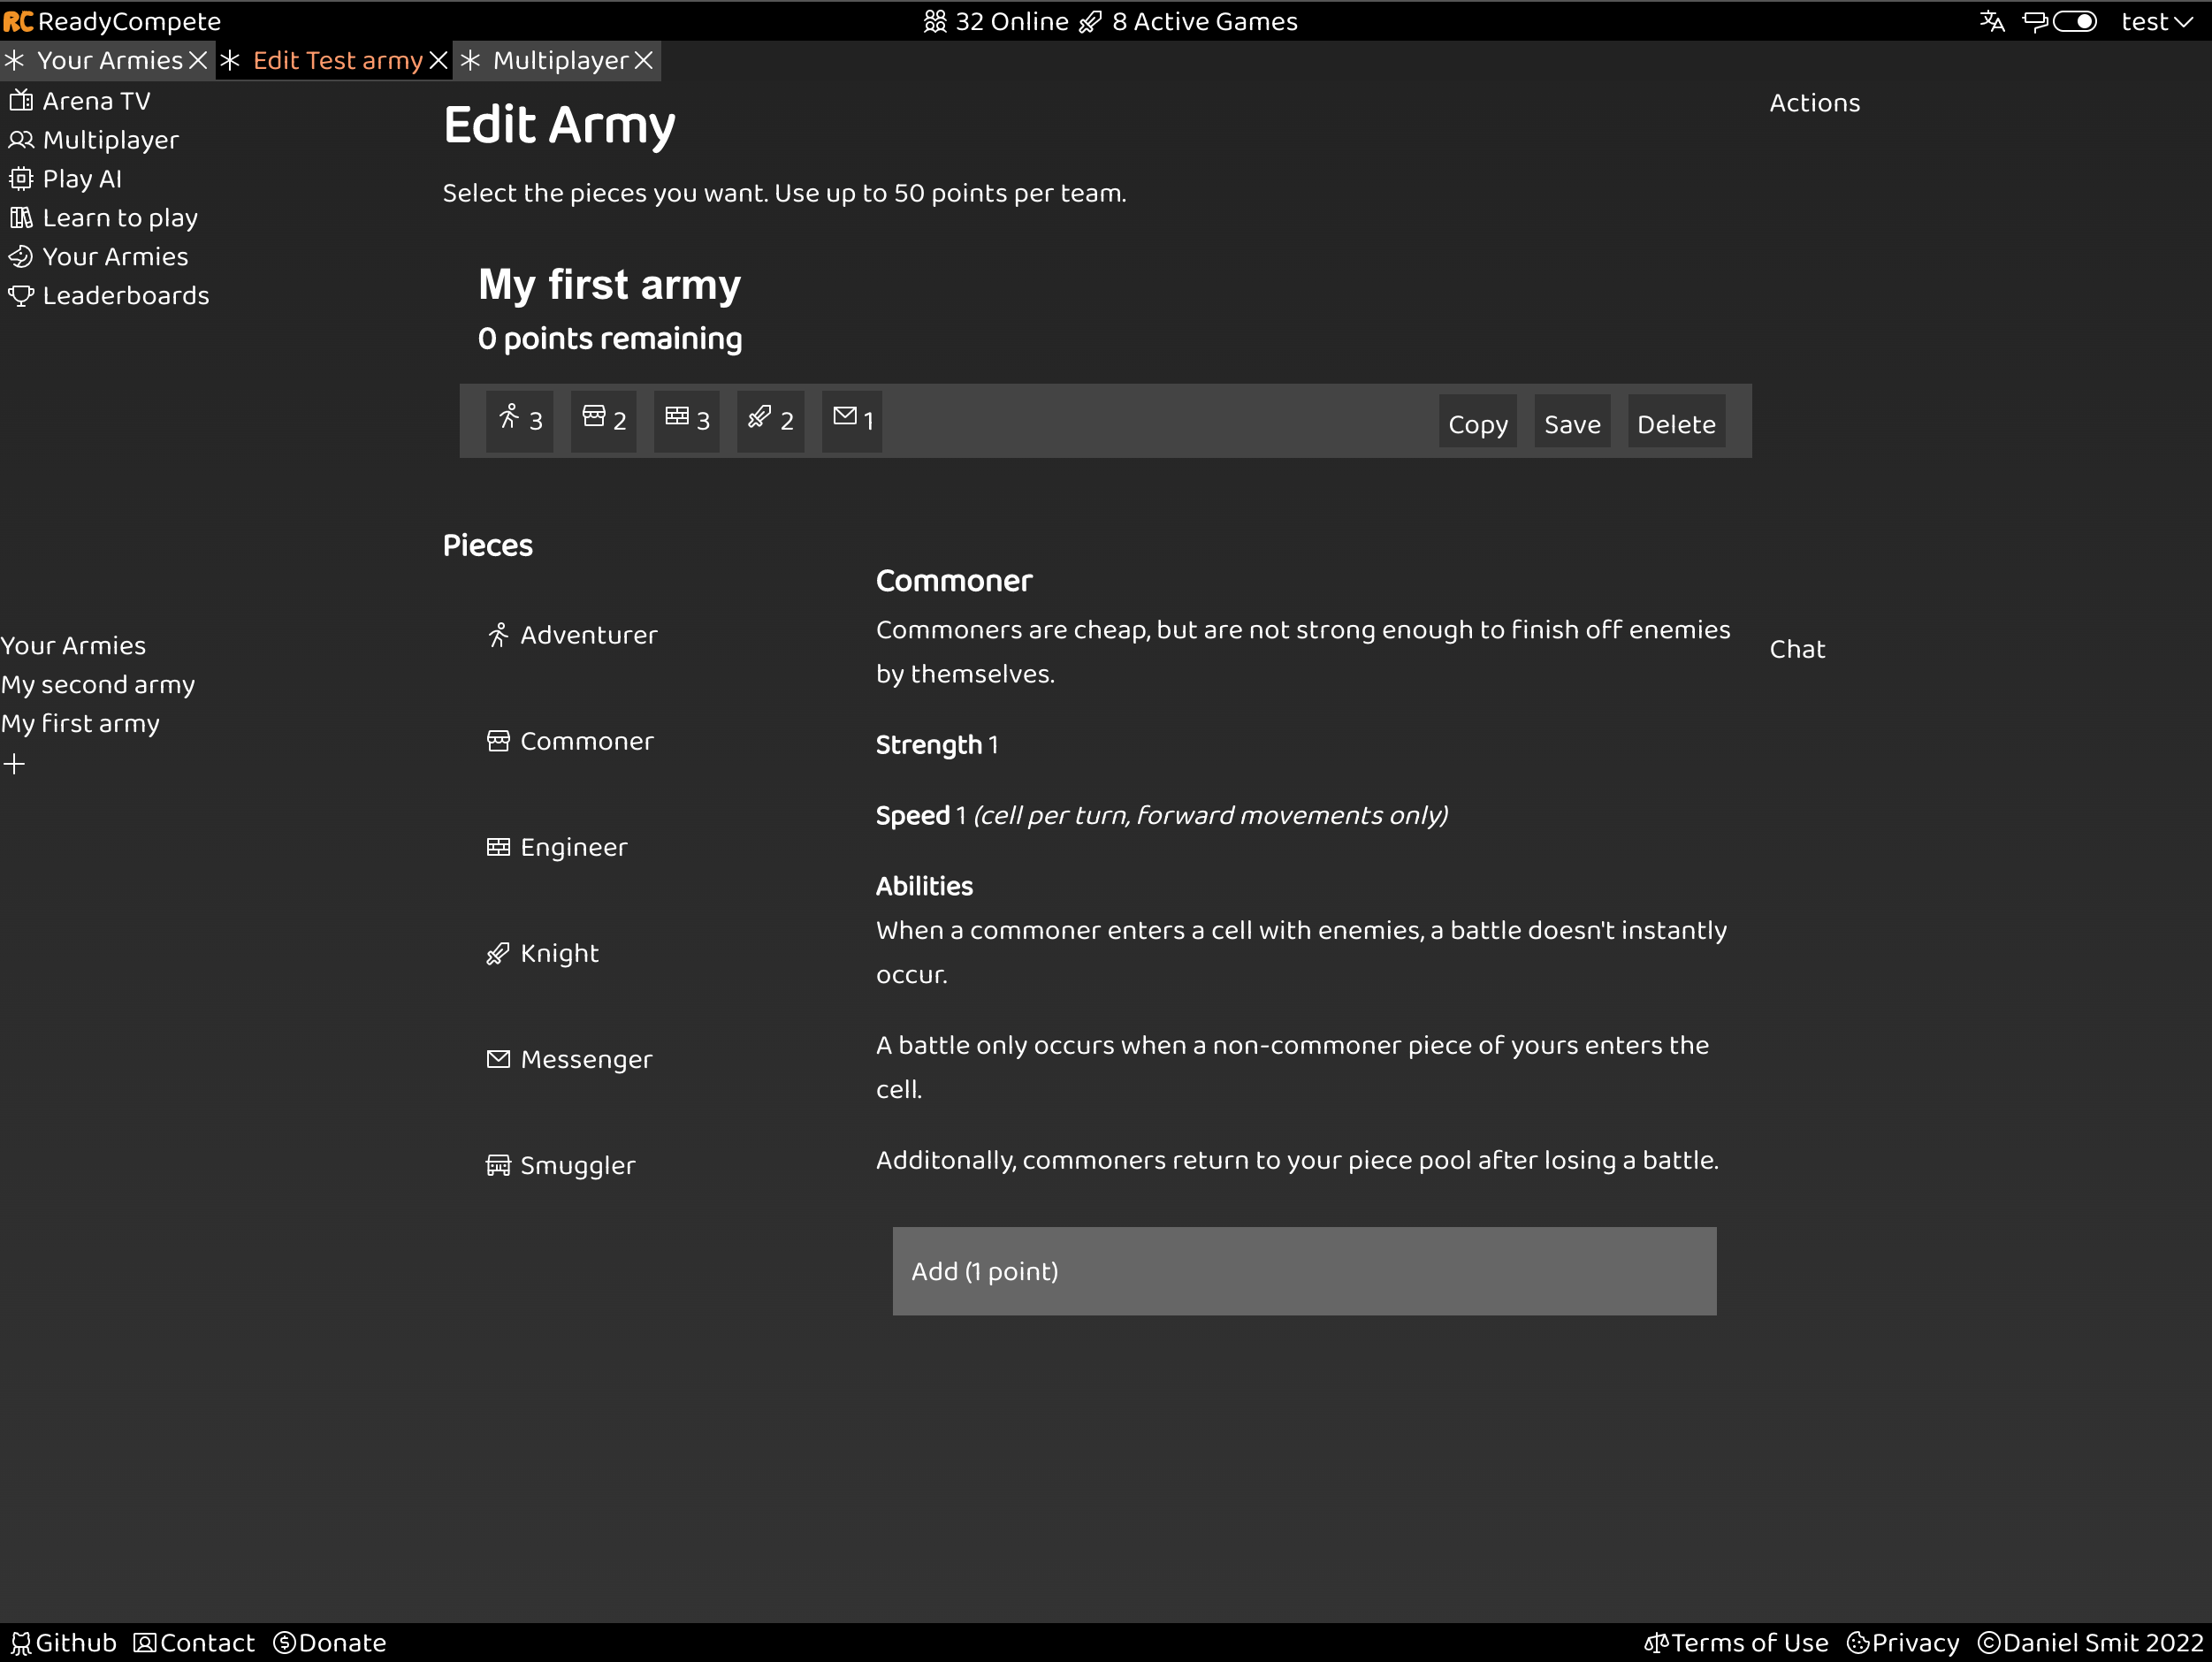 RC ReadyCompete
32 Online 8 Active Games
test
Your Armies
Edit Test army
Multiplayer
Arena TV
Multiplayer
Play AI
Learn to play
Your Armies
Leaderboards
Your Armies
My second army
My first army
Edit Army
Select the pieces you want. Use up to 50 points per team.
My first army
0 points remaining
3 2 3 2 1
Copy Save Delete
Pieces
Adventurer
Commoner
Engineer
Knight
Messenger
Smuggler
Commoner
Commoners are cheap, but are not strong enough to finish off enemies
by themselves.
Strength 1
Speed 1 (cell per turn, forward movements only)
Abilities
When a commoner enters a cell with enemies, a battle doesn't instantly
occur.
A battle only occurs when a non-commoner piece of yours enters the
cell.
Additonally, commoners return to your piece pool after losing a battle.
Add (1 point)
Actions
Chat
Github Contact Donate
Terms of Use Privacy ©Daniel Smit 2022